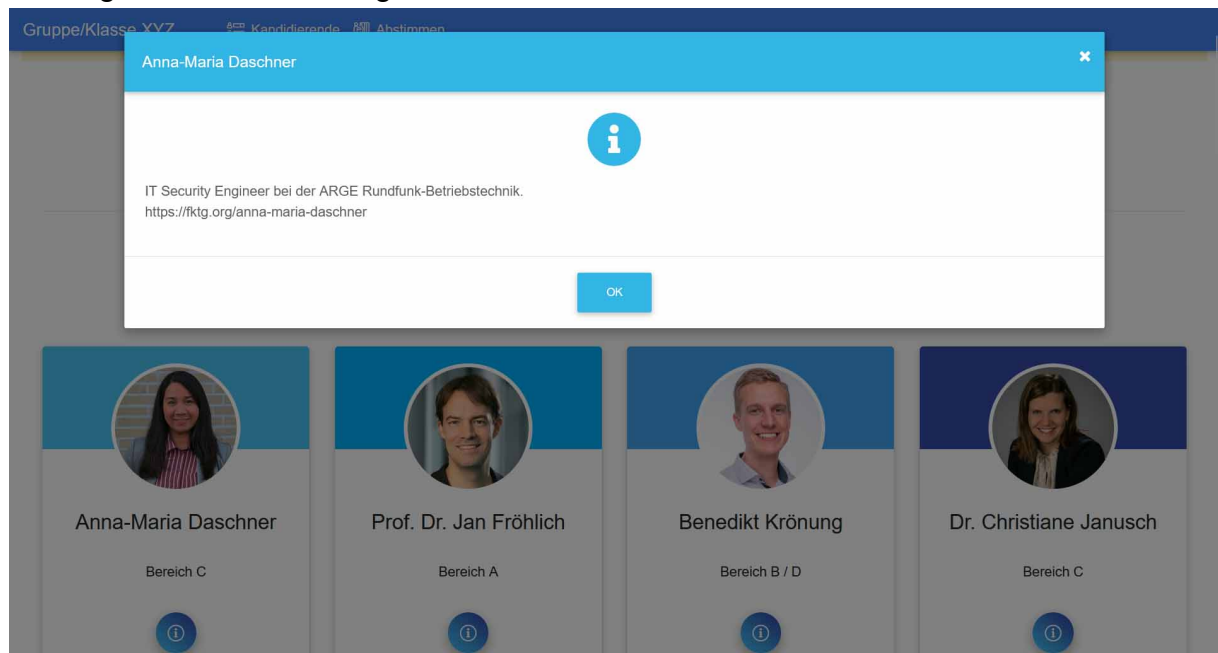 Gruppe/Klasse XYZ Kandidierende Abstimmen
Anna-Maria Daschner
IT Security Engineer bei der ARGE Rundfunk-Betriebstechnik.
https://fktg.org/anna-maria-daschner
OK
Anna-Maria Daschner
Bereich C
Prof. Dr. Jan Fröhlich
Bereich A
Benedikt Krönung
Bereich B / D
Dr. Christiane Janusch
Bereich C